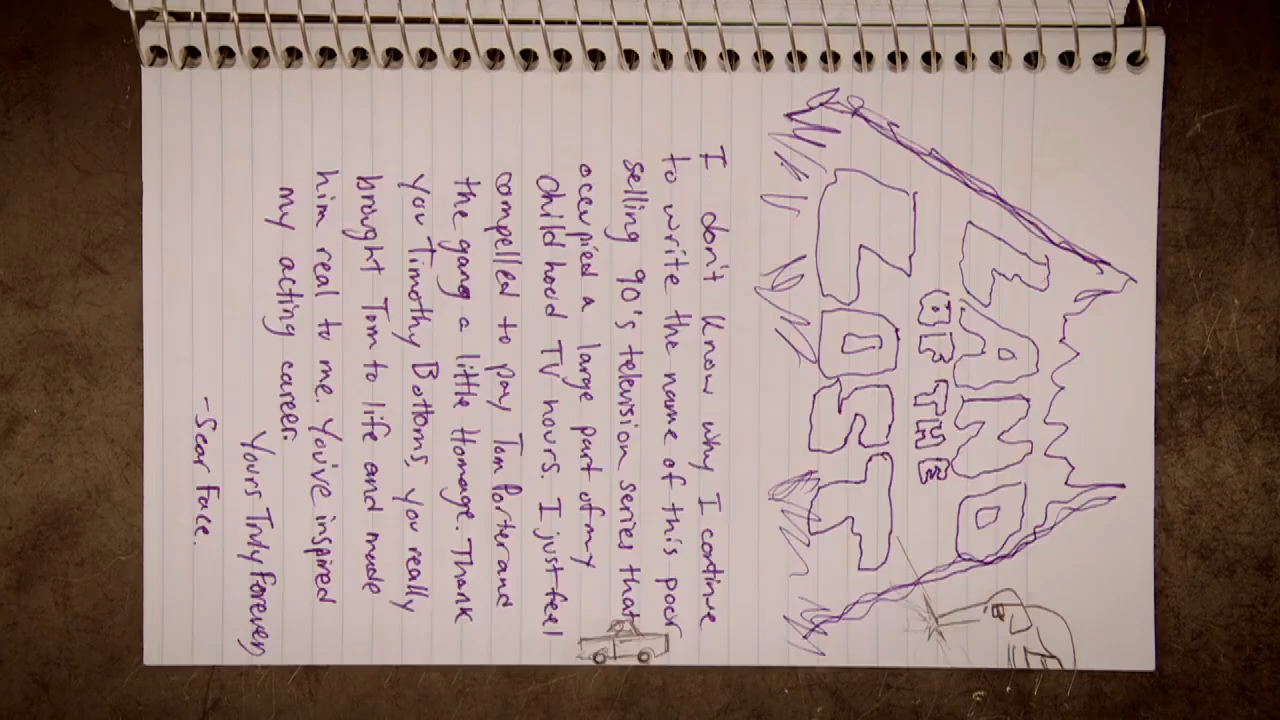 LAND
OF THE
LOST
I don't know why I continue
to write the name of this poor
selling 90's television series that
occupied a large part of my
child hood TV hours. I just feel
compelled to pay Tom Porter and
the gang a little Homage. Thank
you Timothy Bottoms, you really
brought Tom to life and made
him real to me. You've inspired
my acting career.
Yours Truly Forever,
- Scar Face.